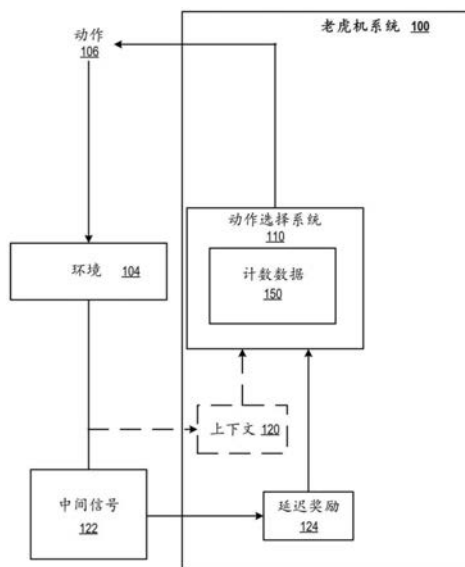 老虎机系统 100
动作
106
动作选择系统
110
计数数据
150
环境 104
上下文 120
中间信号
122
延迟奖励
124